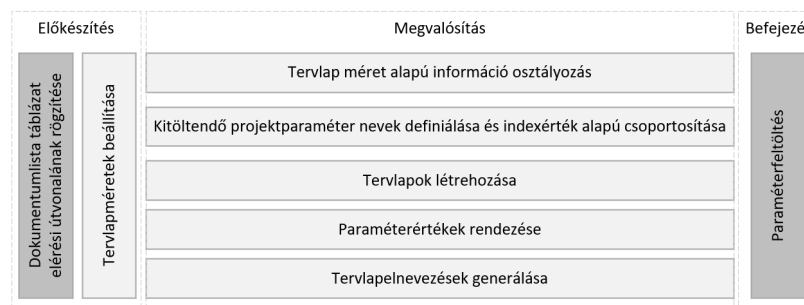 Előkészítés
Dokumentumlista táblázat
elérési útvonalának rögzítése
Tervlapméretek beállítása
Megvalósítás
Tervlap méret alapú információ osztályozás
Kitöltendő projektparaméter nevek definiálása és indexérték alapú csoportosítása
Tervlapok létrehozása
Paraméterértékek rendezése
Tervlapelnevezések generálása
Befejezé
Paraméterfeltöltés